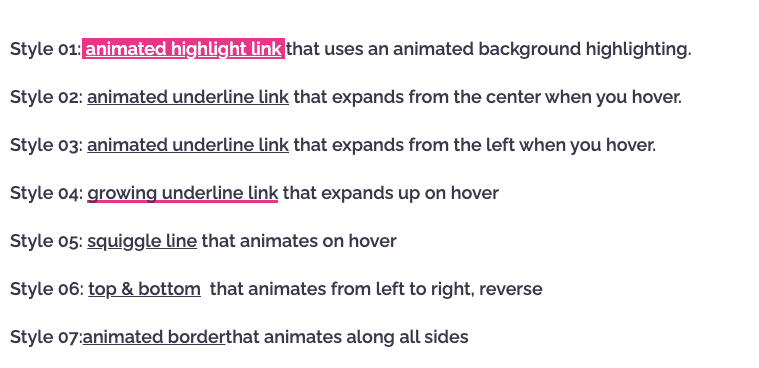 Style 01: animated highlight link that uses an animated background highlighting.
Style 02: animated underline link that expands from the center when you hover.
Style 03: animated underline link that expands from the left when you hover.
Style 04: growing underline link that expands up on hover
Style 05: squiggle line that animates on hover
Style 06: top & bottom that animates from left to right, reverse
Style 07:animated borderthat animates along all sides